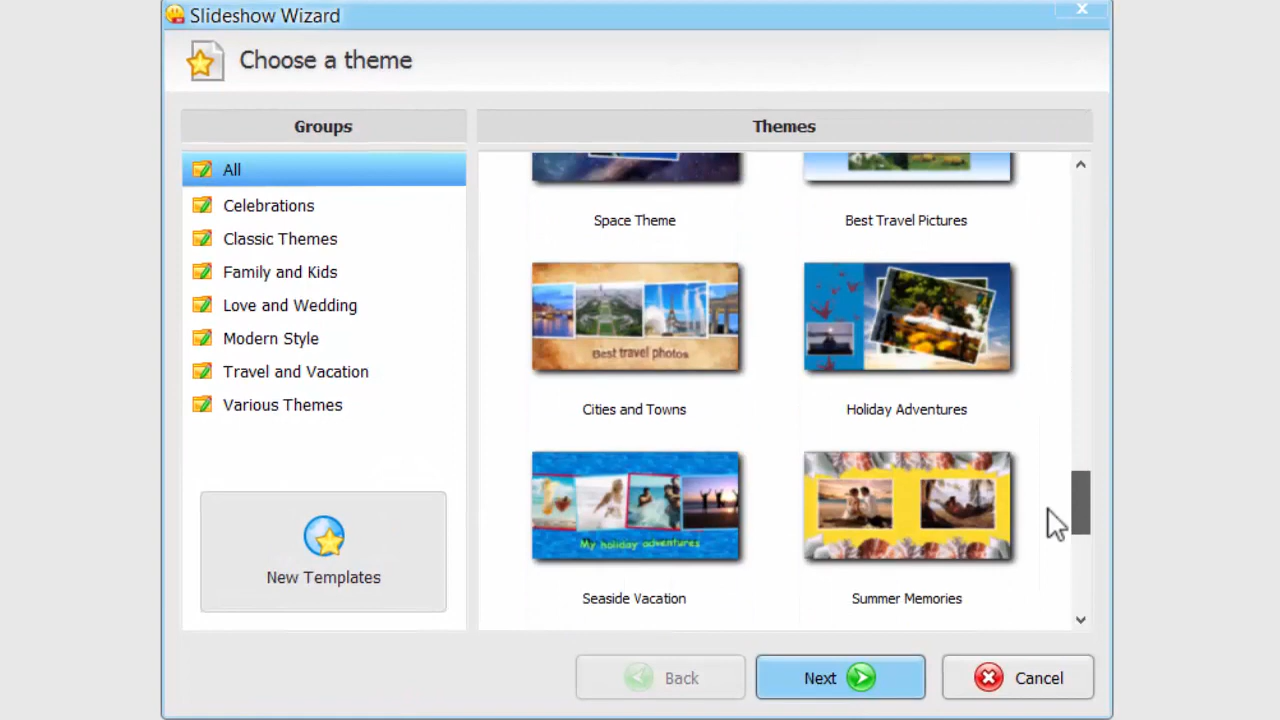 Slideshow Wizard
Choose a theme
Groups
Themes
All
Celebrations
Classic Themes
Family and Kids
Love and Wedding
Modern Style
Travel and Vacation
Various Themes
New Templates
Space Theme
Best Travel Pictures
Best travel photos
Cities and Towns
Holiday Adventures
My holiday adventures
Seaside Vacation
Summer Memories
Back
Next
Cancel